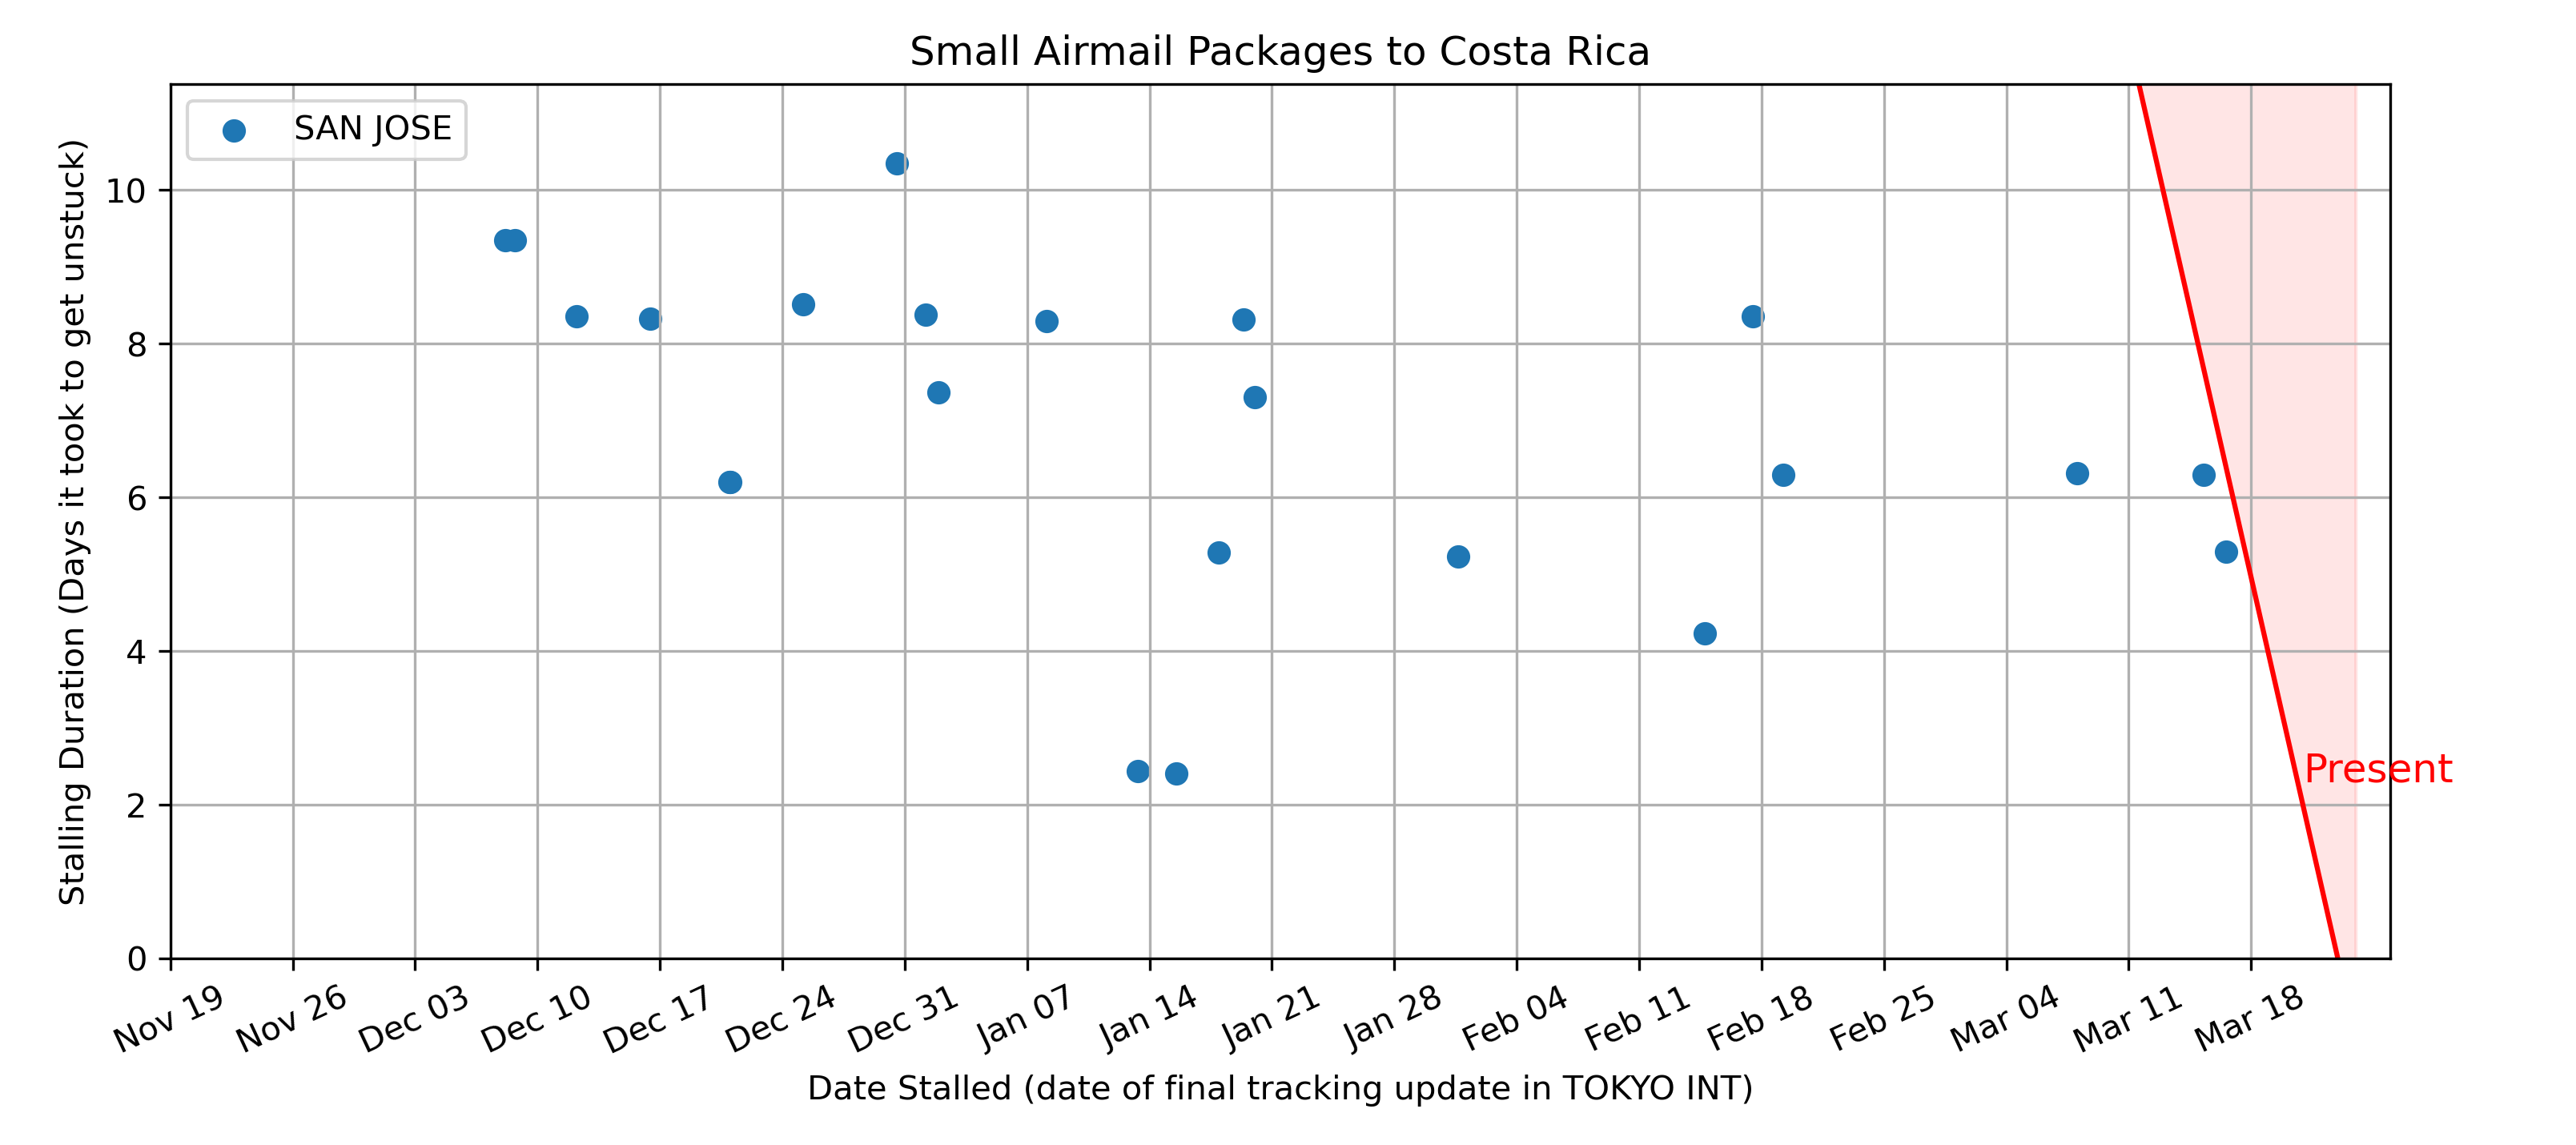 Small Airmail Packages to Costa Rica
SAN JOSE
Stalling Duration (Days it took to get unstuck)
10
8
6
4
2
0
Present
Nov 19
Nov 26
Dec 03
Dec 10
Dec 17
Dec 24
Dec 31
Jan 07
Jan 14
Jan 21
Jan 28
Feb 04
Feb 11
Feb 18
Feb 25
Mar 04
Mar 11
Mar 18
Date Stalled (date of final tracking update in TOKYO INT)